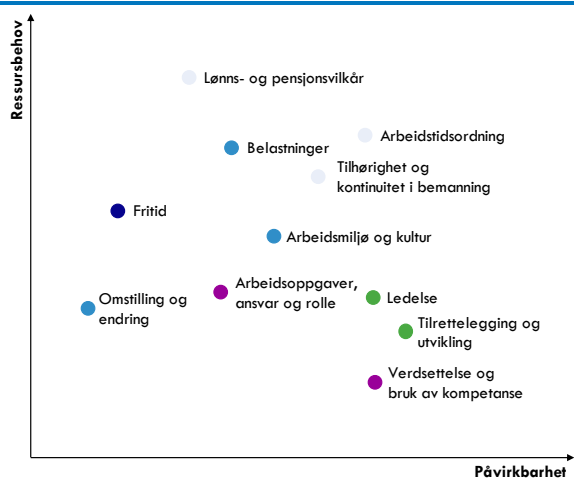 Ressursbehov
Lønns- og pensjonsvilkår
Arbeidstidsordning
Belastninger
Tilhørighet og
kontinuitet i bemanning
Fritid
Arbeidsmiljø og kultur
Arbeidsoppgaver,
ansvar og rolle
Omstilling og
endring
Ledelse
Tilrettelegging og
utvikling
Verdsettelse og
bruk av kompetanse
Påvirkbarhet